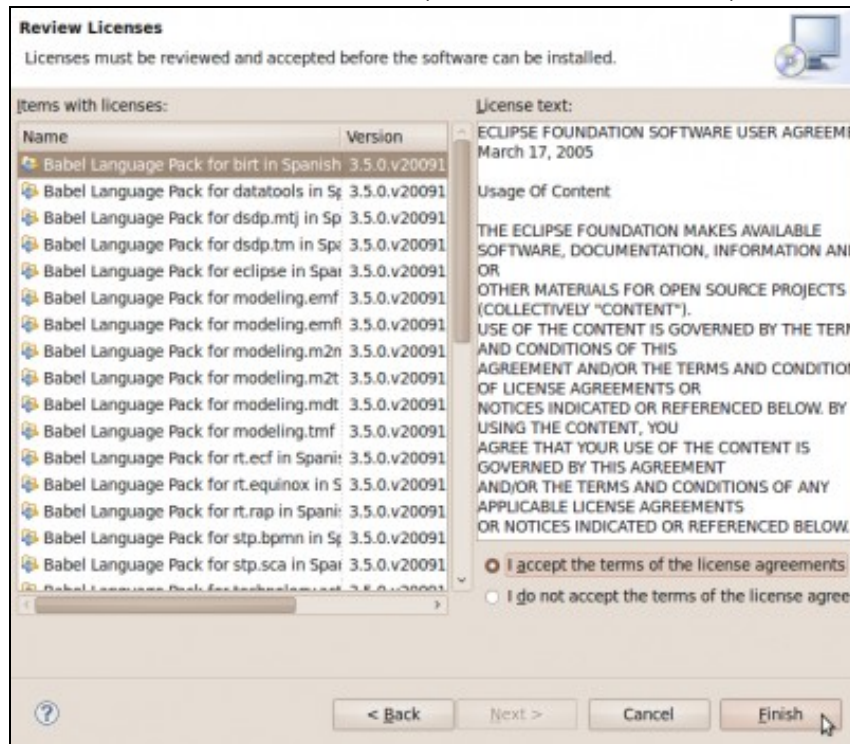 Review Licenses
Licenses must be reviewed and accepted before the software can be installed.
Items with licenses:
Name Version
Babel Language Pack for birt in Spanish 3.5.0.v20091
Babel Language Pack for datatools in Sp 3.5.0.v20091
Babel Language Pack for dsdp.mtj in Sp 3.5.0.v20091
Babel Language Pack for dsdp.tm in Spa 3.5.0.v20091
Babel Language Pack for eclipse in Span 3.5.0.v20091
Babel Language Pack for modeling.emf 3.5.0.v20091
Babel Language Pack for modeling.emft 3.5.0.v20091
Babel Language Pack for modeling.m2m 3.5.0.v20091
Babel Language Pack for modeling.m2t 3.5.0.v20091
Babel Language Pack for modeling.mdt 3.5.0.v20091
Babel Language Pack for modeling.tmf 3.5.0.v20091
Babel Language Pack for rt.ecf in Spanis 3.5.0.v20091
Babel Language Pack for rt.equinox in S 3.5.0.v20091
Babel Language Pack for rt.rap in Spanis 3.5.0.v20091
Babel Language Pack for stp.bpmn in Sp 3.5.0.v20091
Babel Language Pack for stp.sca in Span 3.5.0.v20091
License text:
ECLIPSE FOUNDATION SOFTWARE USER AGREEME
March 17, 2005
Usage Of Content
THE ECLIPSE FOUNDATION MAKES AVAILABLE
SOFTWARE, DOCUMENTATION, INFORMATION AND
OR
OTHER MATERIALS FOR OPEN SOURCE PROJECTS
(COLLECTIVELY "CONTENT").
USE OF THE CONTENT IS GOVERNED BY THE TERM
AND CONDITIONS OF THIS
AGREEMENT AND/OR THE TERMS AND CONDITION
OF LICENSE AGREEMENTS OR
NOTICES INDICATED OR REFERENCED BELOW. BY
USING THE CONTENT, YOU
AGREE THAT YOUR USE OF THE CONTENT IS
GOVERNED BY THIS AGREEMENT
AND/OR THE TERMS AND CONDITIONS OF ANY
APPLICABLE LICENSE AGREEMENTS
OR NOTICES INDICATED OR REFERENCED BELOW.
I accept the terms of the license agreements
I do not accept the terms of the license agree
< Back Next > Cancel Finish